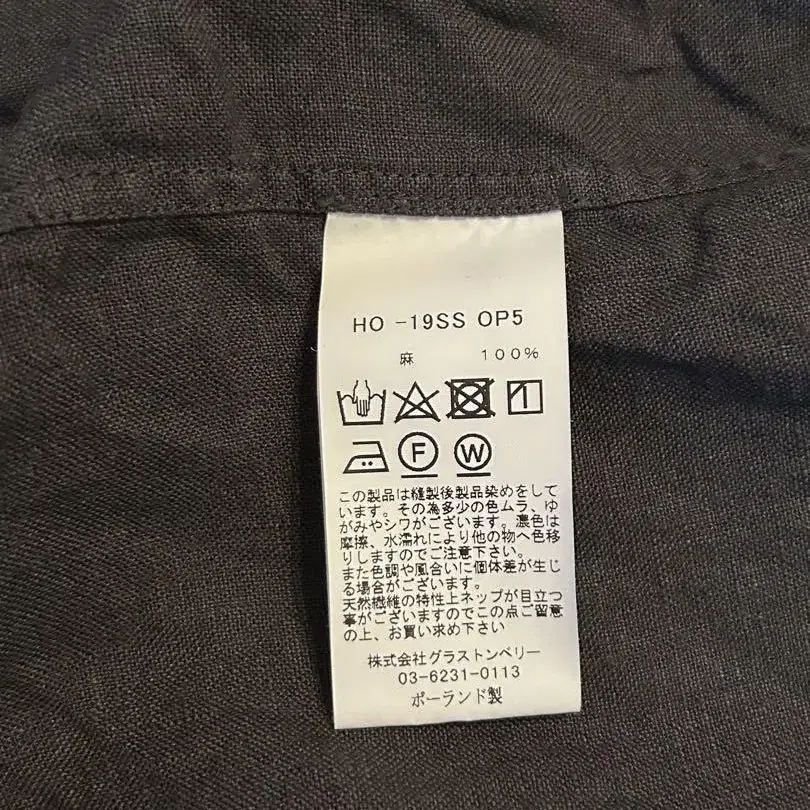 HO -19SS OP5
麻 100%
F W
この製品は縫製後製品染めをして
います。その為多少の色ムラ、ゆ
がみやシワがございます。濃色は
摩擦、水濡れにより他の物へ色移
りしますのでご注意下さい。
また色調や風合いに個体差が生じ
る場合がございます。
天然繊維の特性上ネップが目立つ
事がございますのでこの点ご留意
の上、お買い求め下さい
株式会社グラストンベリー
03-6231-0113
ポーランド製